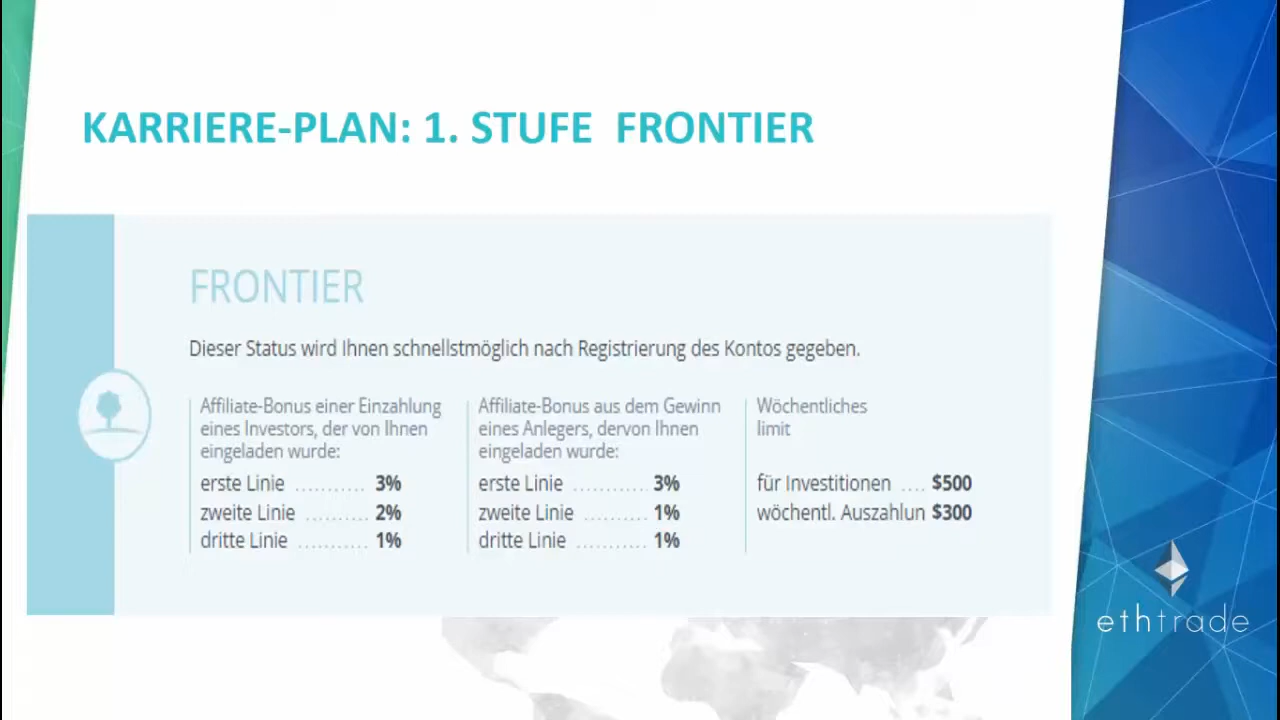 KARRIERE-PLAN: 1. STUFE FRONTIER
FRONTIER
Dieser Status wird Ihnen schnellstmöglich nach Registrierung des Kontos gegeben.
Affiliate-Bonus einer Einzahlung
eines Investors, der von Ihnen
eingeladen wurde:
erste Linie .......... 3%
zweite Linie .......... 2%
dritte Linie ........... 1%
Affiliate-Bonus aus dem Gewinn
eines Anlegers, dervon Ihnen
eingeladen wurde:
erste Linie ........... 3%
zweite Linie .......... 1%
dritte Linie ........... 1%
Wöchentliches
limit
für Investitionen .... $500
wöchentl. Auszahlun $300
ethtrade